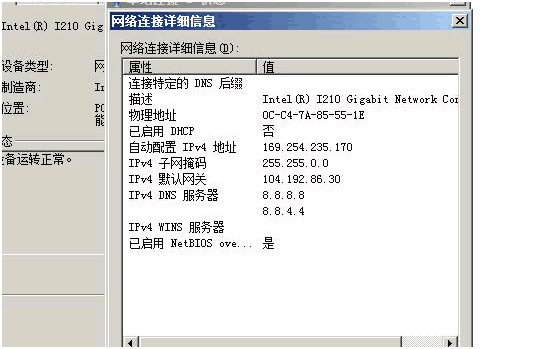 网络连接详细信息
Intel(R) I210 Gig
网络连接详细信息(D):
设备类型:
制造商:
位置:
属性 值
连接特定的 DNS 后缀
描述 Intel(R) I210 Gigabit Network Con
物理地址 0C-C4-7A-85-55-1E
已启用 DHCP 否
自动配置 IPv4 地址 169.254.235.170
IPv4 子网掩码 255.255.0.0
IPv4 默认网关 104.192.86.30
IPv4 DNS 服务器 8.8.8.8
8.8.4.4
IPv4 WINS 服务器
已启用 NetBIOS ove... 是
备运转正常。